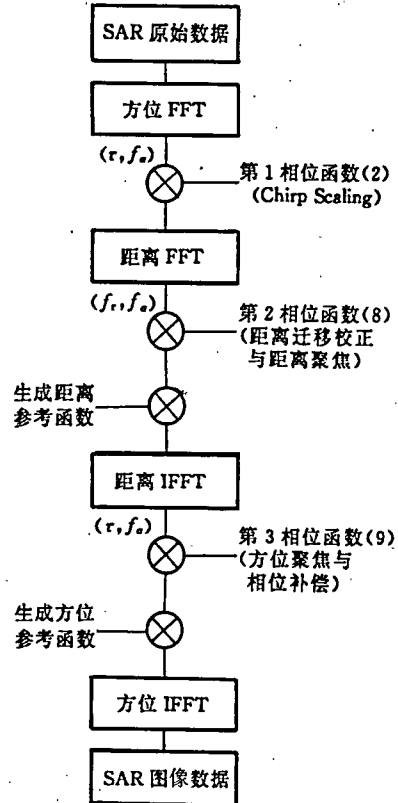 SAR 原始数据
方位 FFT
(τ,fa)
第1相位函数(2)
(Chirp Scaling)
距离 FFT
(fτ,fa)
第2相位函数(8)
(距离迁移校正
与距离聚焦)
生成距离
参考函数
距离 IFFT
(τ,fa)
第3相位函数(9)
(方位聚焦与
相位补偿)
生成方位
参考函数
方位 IFFT
SAR 图像数据